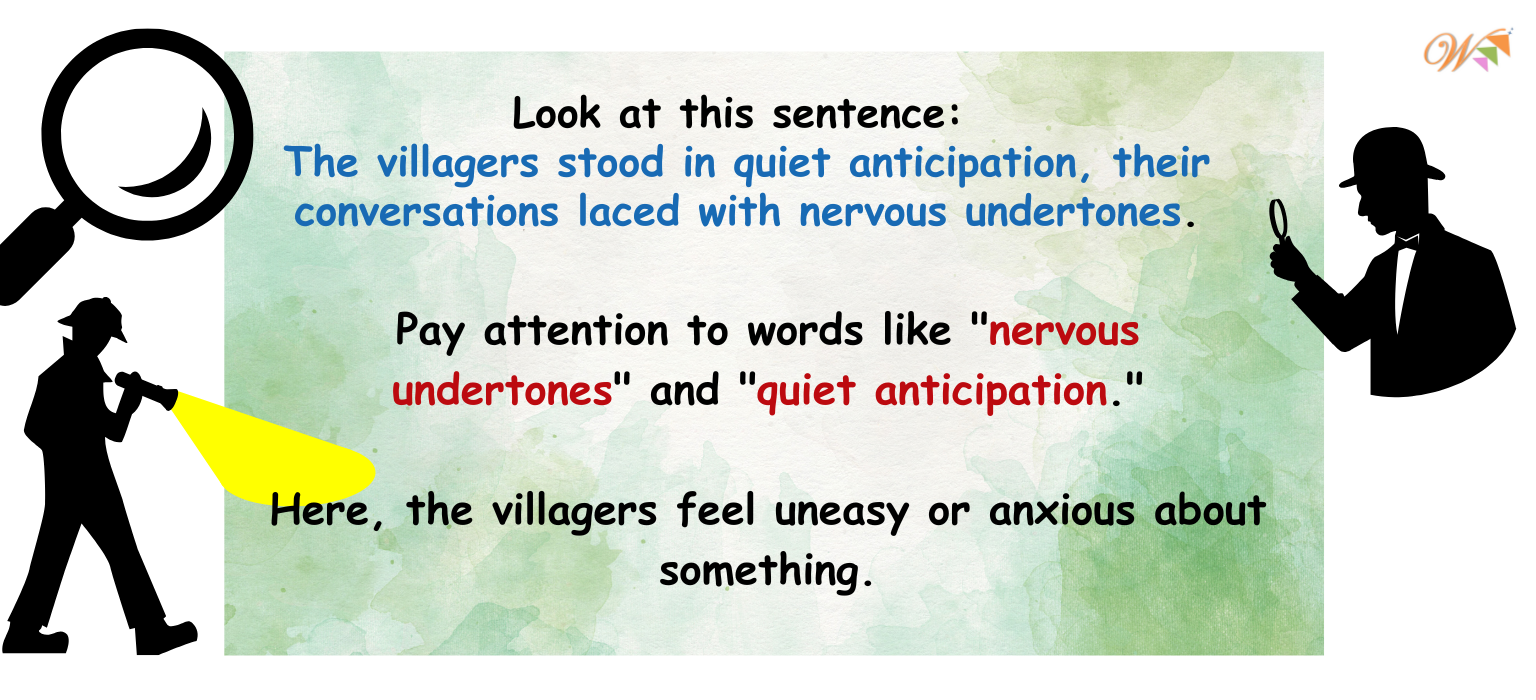 Look at this sentence:
The villagers stood in quiet anticipation, their
conversations laced with nervous undertones.
Pay attention to words like "nervous
undertones" and "quiet anticipation."
Here, the villagers feel uneasy or anxious about
something.
W